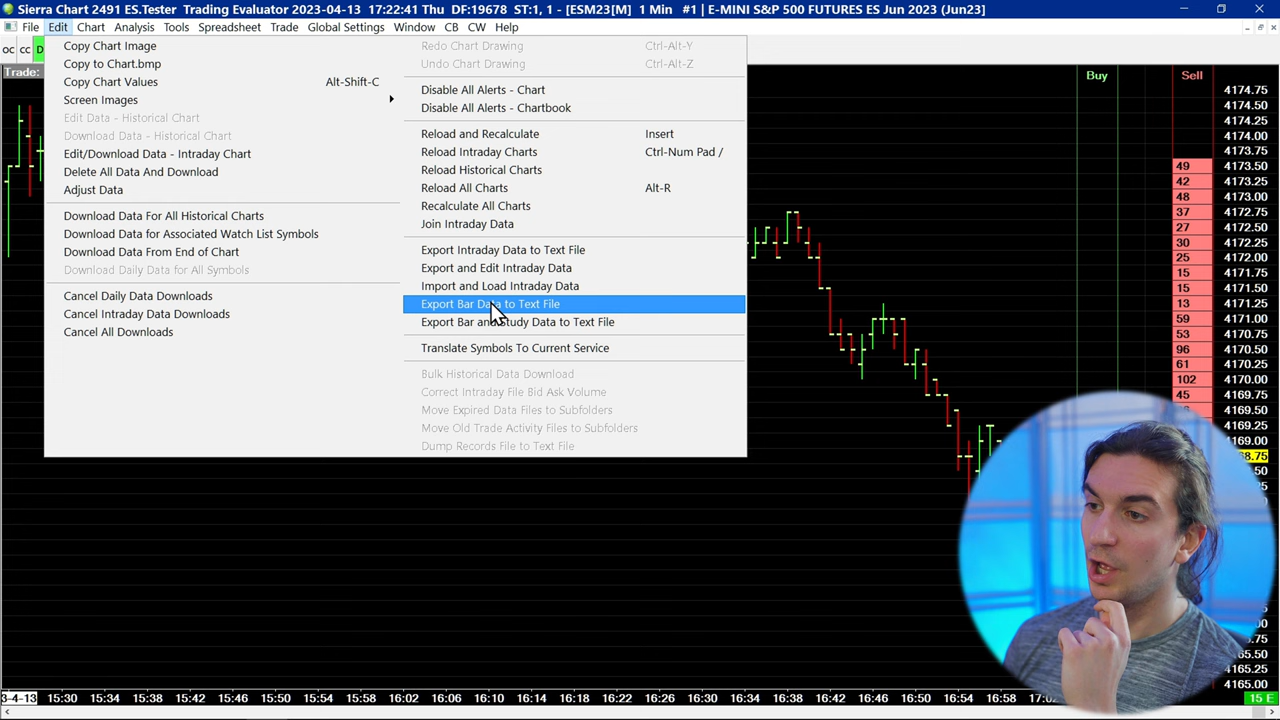 Sierra Chart 2491 ES.Tester Trading Evaluator 2023-04-13 17:22:41 Thu DF:19678 ST:1, 1 - [ESM23[M] 1 Min #1 | E-MINI S&P 500 FUTURES ES Jun 2023 (Jun23)]
File Edit Chart Analysis Tools Spreadsheet Trade Global Settings Window CB CW Help
OC CC D
Trade:
Copy Chart Image
Copy to Chart.bmp
Copy Chart Values Alt-Shift-C
Screen Images
Edit Data - Historical Chart
Download Data - Historical Chart
Edit/Download Data - Intraday Chart
Delete All Data And Download
Adjust Data
Download Data For All Historical Charts
Download Data for Associated Watch List Symbols
Download Data From End of Chart
Download Daily Data for All Symbols
Cancel Daily Data Downloads
Cancel Intraday Data Downloads
Cancel All Downloads
Redo Chart Drawing Ctrl-Alt-Y
Undo Chart Drawing Ctrl-Alt-Z
Disable All Alerts - Chart
Disable All Alerts - Chartbook
Reload and Recalculate Insert
Reload Intraday Charts Ctrl-Num Pad /
Reload Historical Charts
Reload All Charts Alt-R
Recalculate All Charts
Join Intraday Data
Export Intraday Data to Text File
Export and Edit Intraday Data
Import and Load Intraday Data
Export Bar Data to Text File
Export Bar and Study Data to Text File
Translate Symbols To Current Service
Bulk Historical Data Download
Correct Intraday File Bid Ask Volume
Move Expired Data Files to Subfolders
Move Old Trade Activity Files to Subfolders
Dump Records File to Text File
Buy Sell
4174.75
4174.50
4174.25
4174.00
4173.75
49 4173.50
42 4173.25
48 4173.00
37 4172.75
27 4172.50
30 4172.25
25 4172.00
15 4171.75
15 4171.50
13 4171.25
59 4171.00
53 4170.75
96 4170.50
61 4170.25
102 4170.00
45 4169.75
4169.50
4169.25
4169.00
8.75
4165.75
4165.50
4165.25
4165.00
3-4-13 15:30 15:34 15:38 15:42 15:46 15:50 15:54 15:58 16:02 16:06 16:10 16:14 16:18 16:22 16:26 16:30 16:34 16:38 16:42 16:46 16:50 16:54 16:58 17:02 15 E